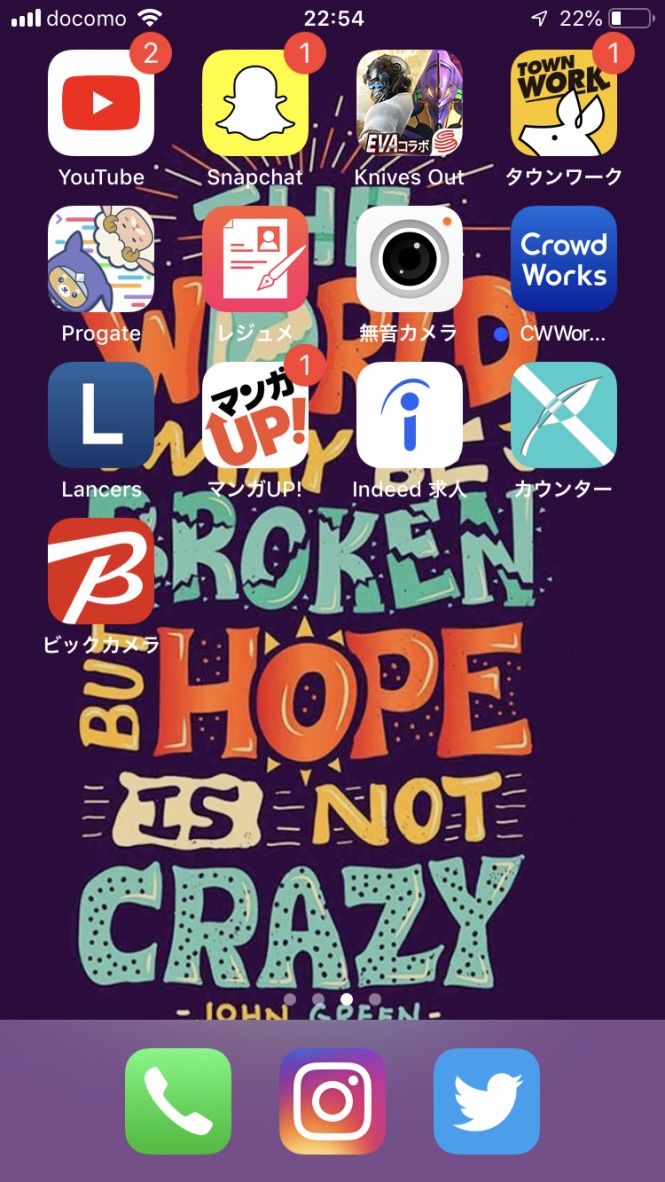 docomo 22:54 22%
2 1 1
TOWN
WORK
EVAコラボ
YouTube Snapchat Knives Out タウンワーク
THE
Crowd
Works
WORLD
Progate レジュメ 無音カメラ CWWor...
1
L マンガUP! i
MAY BE
Lancers マンガUP! Indeed 求人 カウンター
BROKEN
B
ビックカメラ
BUT HOPE
IS NOT
CRAZY
- JOHN GREEN -